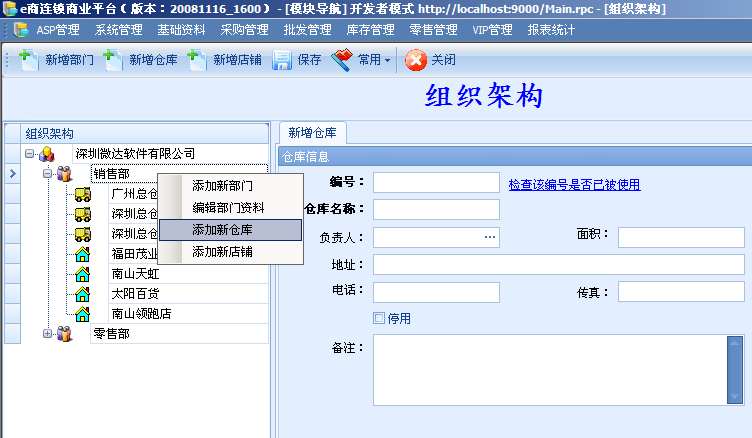 e商连锁商业平台（版本：20081116_1600） - [模块导航]开发者模式 http://localhost:9000/Main.rpc - [组织架构]
ASP管理 系统管理 基础资料 采购管理 批发管理 库存管理 零售管理 VIP管理 报表统计
新增部门 新增仓库 新增店铺 保存 常用 关闭
组织架构
组织架构
深圳微达软件有限公司
销售部
广州总仓
深圳总仓
深圳总仓
福田茂业
南山天虹
太阳百货
南山领跑店
零售部
添加新部门
编辑部门资料
添加新仓库
添加新店铺
新增仓库
仓库信息
编号： 检查该编号是否已被使用
仓库名称：
负责人： ... 面积：
地址：
电话： 传真：
停用
备注：